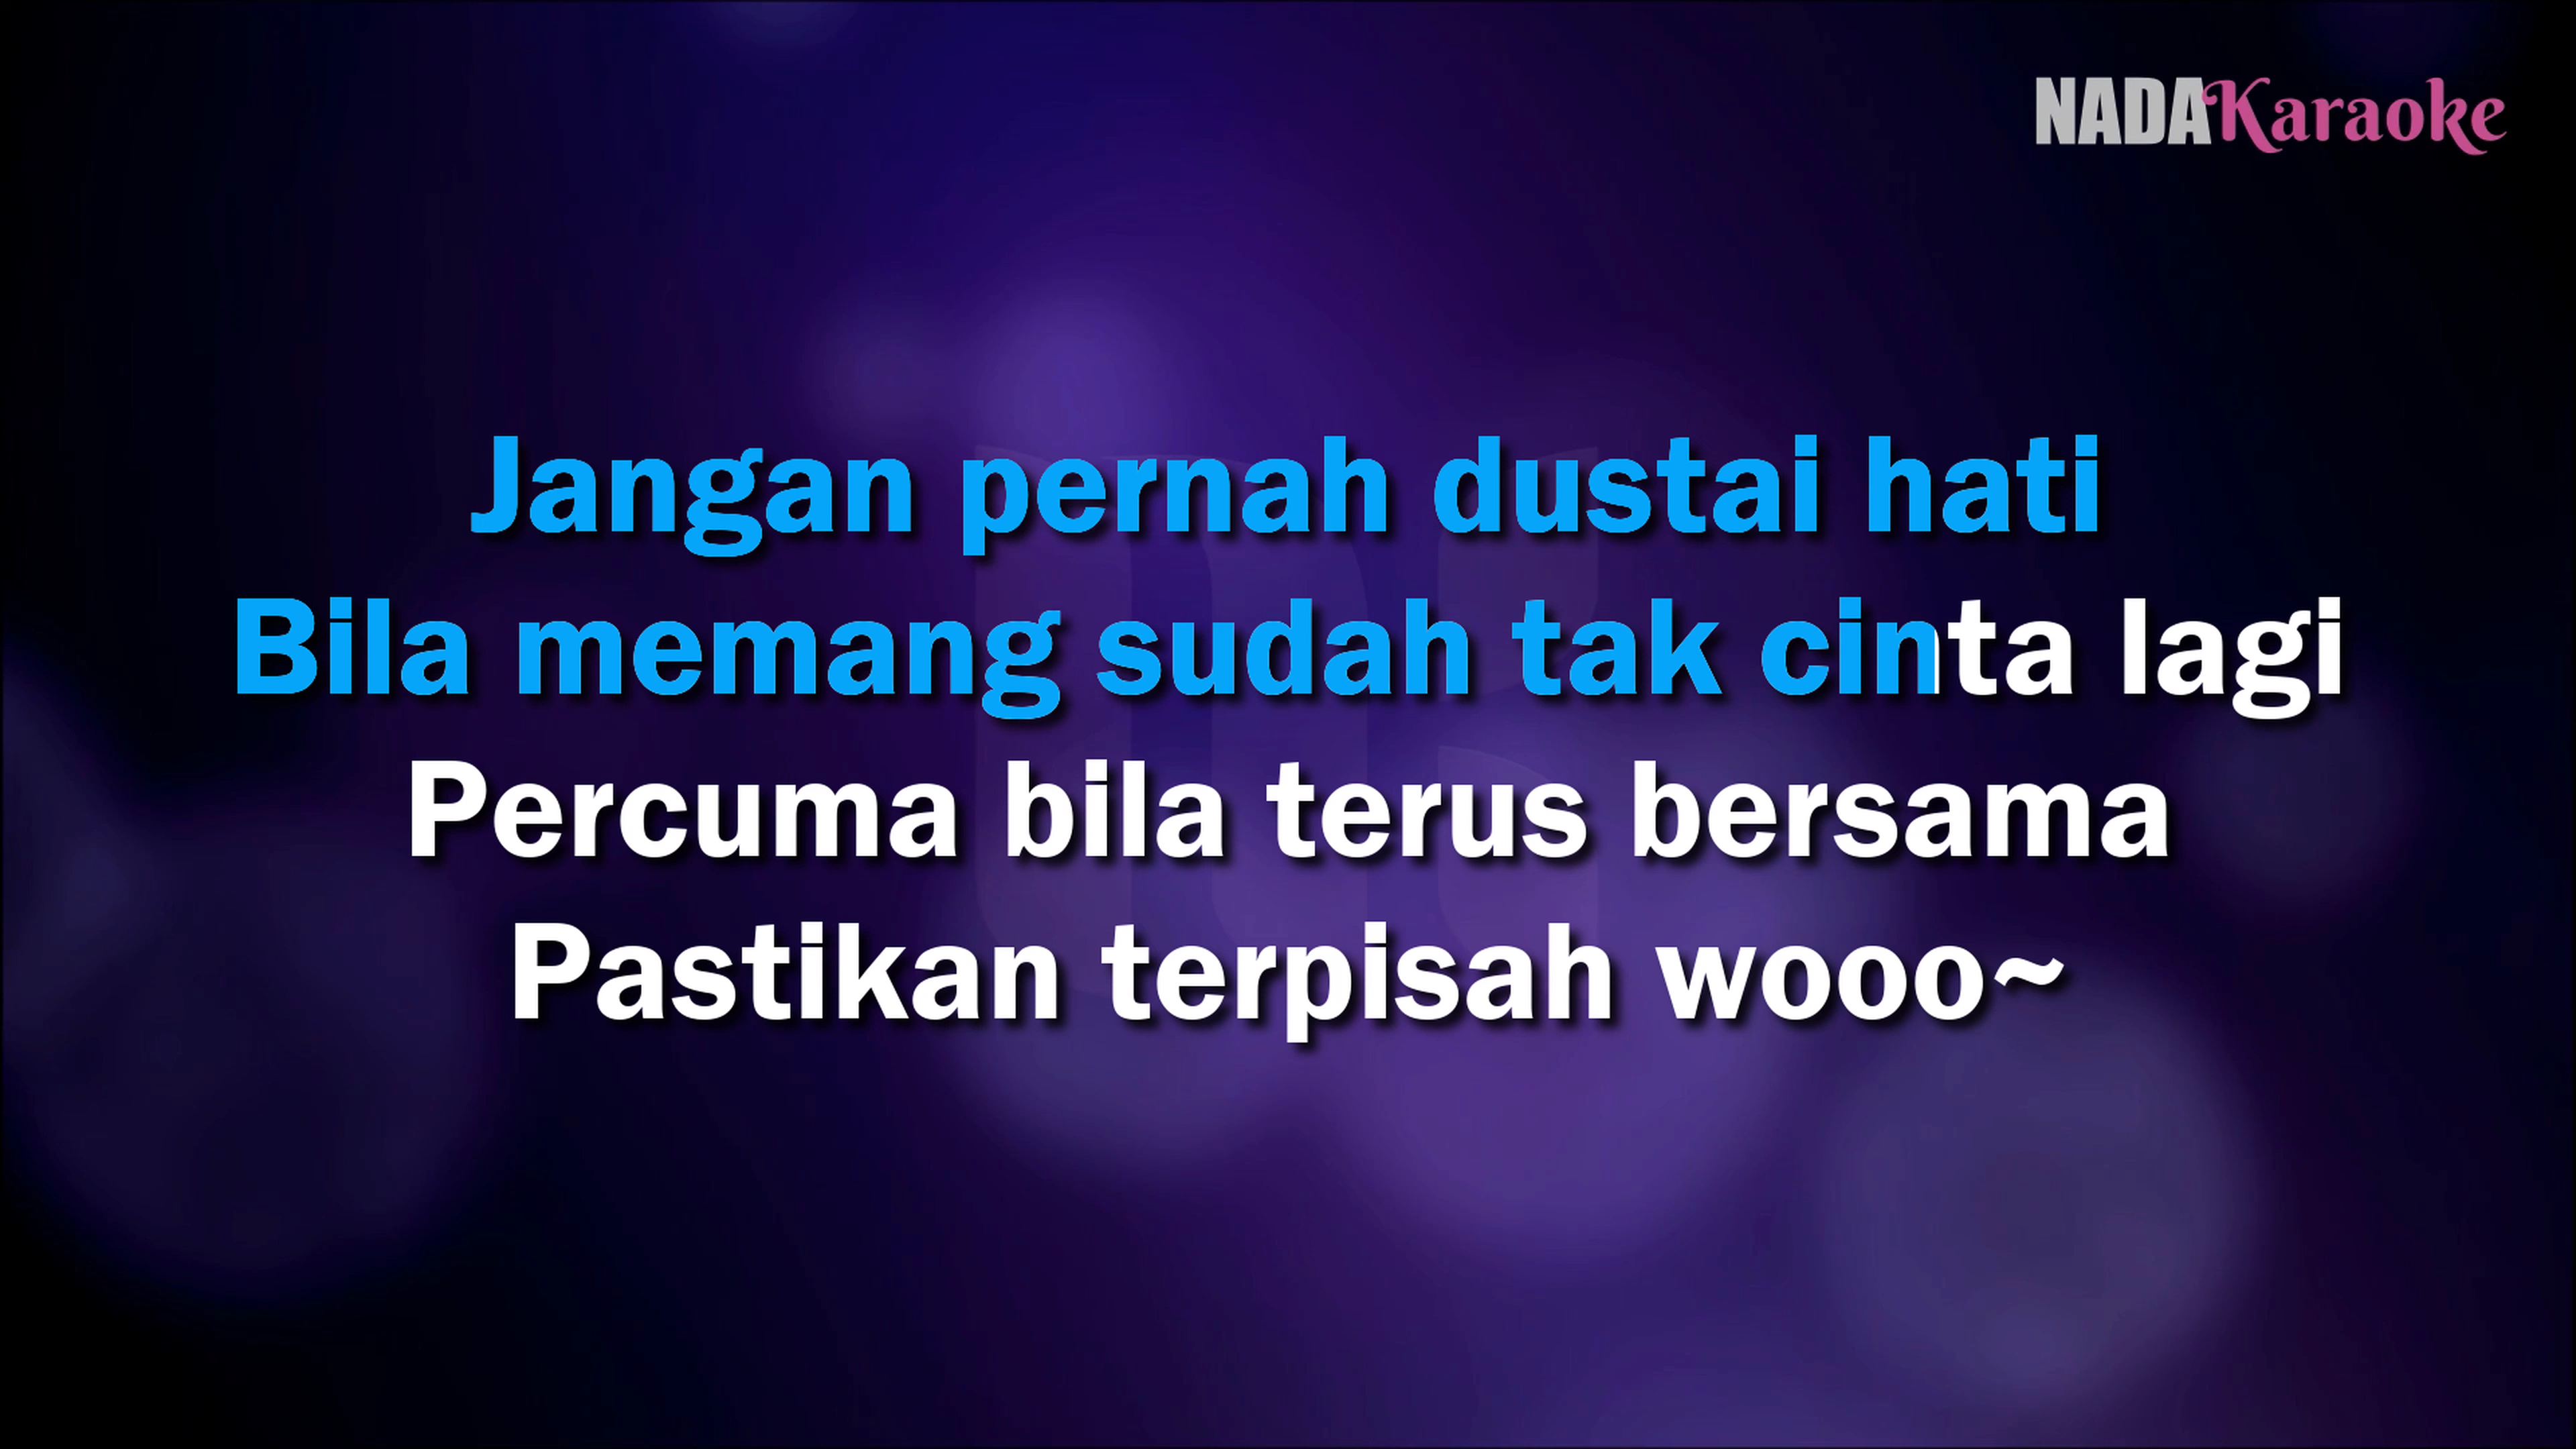 NADAKaraoke
Jangan pernah dustai hati
Bila memang sudah tak cinta lagi
Percuma bila terus bersama
Pastikan terpisah wooo~